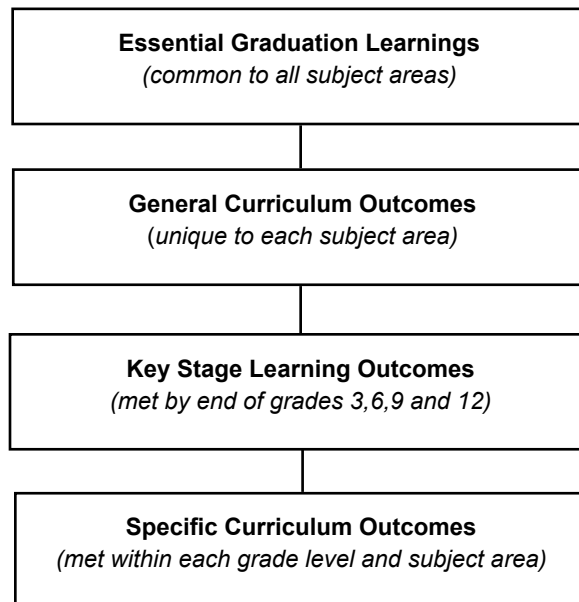 Essential Graduation Learnings
(common to all subject areas)
General Curriculum Outcomes
(unique to each subject area)
Key Stage Learning Outcomes
(met by end of grades 3,6,9 and 12)
Specific Curriculum Outcomes
(met within each grade level and subject area)